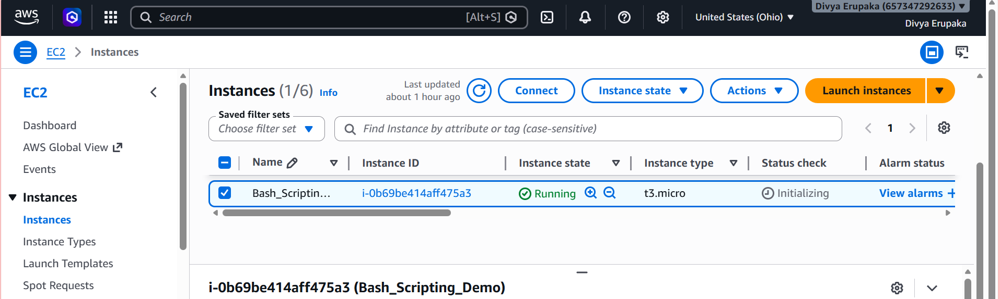 aws
Search [Alt+S]
United States (Ohio)
Divya Erupaka (657347292633)
Divya Erupaka
EC2 Instances
EC2
Dashboard
AWS Global View
Events
Instances
Instances
Instance Types
Launch Templates
Spot Requests
Instances (1/6) Info
Last updated
about 1 hour ago
Connect
Instance state
Actions
Launch instances
Saved filter sets
Choose filter set
Find Instance by attribute or tag (case-sensitive)
1
Name Instance ID Instance state Instance type Status check Alarm status
Bash_Scriptin... i-0b69be414aff475a3 Running t3.micro Initializing View alarms +
i-0b69be414aff475a3 (Bash_Scripting_Demo)